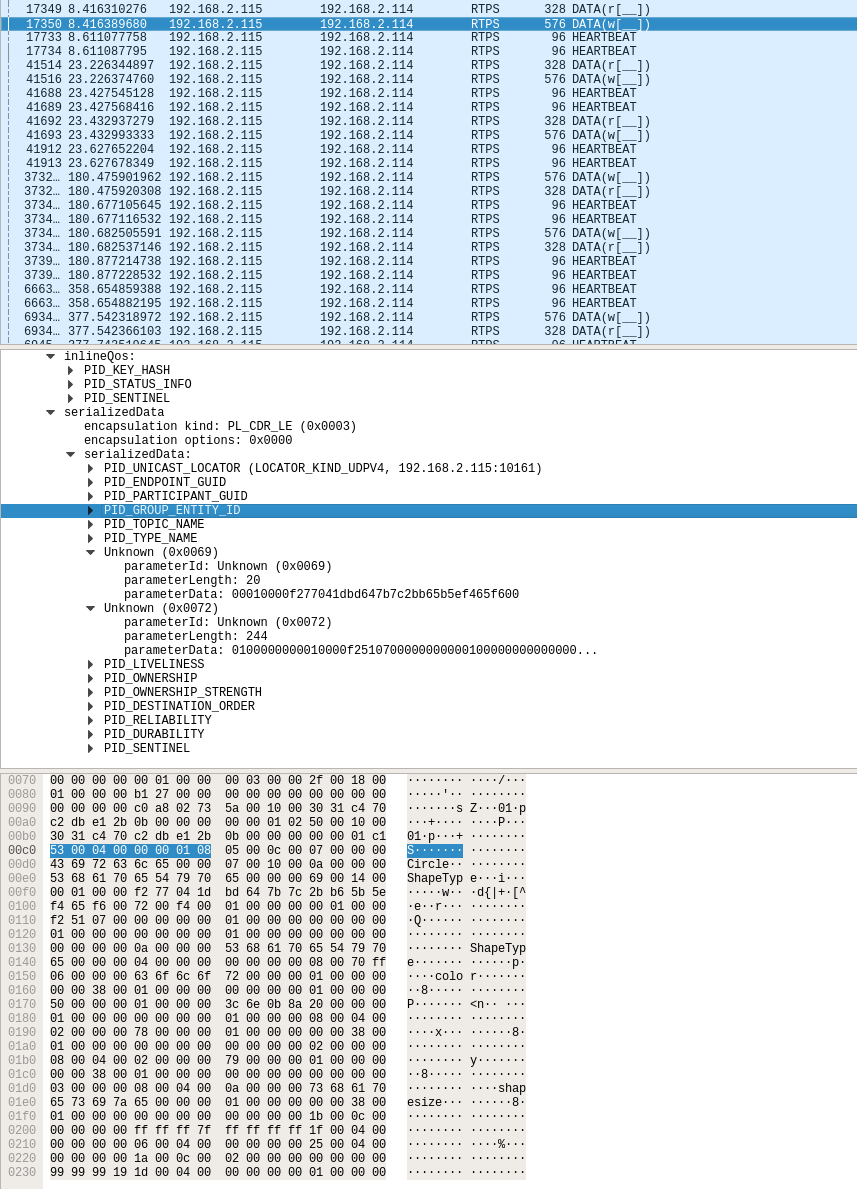 17349 8.416310276 192.168.2.115 192.168.2.114 RTPS 328 DATA(r[__])
17350 8.416389680 192.168.2.115 192.168.2.114 RTPS 576 DATA(w[__])
17733 8.611077758 192.168.2.115 192.168.2.114 RTPS 96 HEARTBEAT
17734 8.611087795 192.168.2.115 192.168.2.114 RTPS 96 HEARTBEAT
41514 23.226344897 192.168.2.115 192.168.2.114 RTPS 328 DATA(r[__])
41516 23.226374760 192.168.2.115 192.168.2.114 RTPS 576 DATA(w[__])
41688 23.427545128 192.168.2.115 192.168.2.114 RTPS 96 HEARTBEAT
41689 23.427568416 192.168.2.115 192.168.2.114 RTPS 96 HEARTBEAT
41692 23.432937279 192.168.2.115 192.168.2.114 RTPS 328 DATA(r[__])
41693 23.432993333 192.168.2.115 192.168.2.114 RTPS 576 DATA(w[__])
41912 23.627652204 192.168.2.115 192.168.2.114 RTPS 96 HEARTBEAT
41913 23.627678349 192.168.2.115 192.168.2.114 RTPS 96 HEARTBEAT
3732… 180.475901962 192.168.2.115 192.168.2.114 RTPS 576 DATA(w[__])
3732… 180.475920308 192.168.2.115 192.168.2.114 RTPS 328 DATA(r[__])
3734… 180.677105645 192.168.2.115 192.168.2.114 RTPS 96 HEARTBEAT
3734… 180.677116532 192.168.2.115 192.168.2.114 RTPS 96 HEARTBEAT
3734… 180.682505591 192.168.2.115 192.168.2.114 RTPS 576 DATA(w[__])
3734… 180.682537146 192.168.2.115 192.168.2.114 RTPS 328 DATA(r[__])
3739… 180.877214738 192.168.2.115 192.168.2.114 RTPS 96 HEARTBEAT
3739… 180.877228532 192.168.2.115 192.168.2.114 RTPS 96 HEARTBEAT
6663… 358.654859388 192.168.2.115 192.168.2.114 RTPS 96 HEARTBEAT
6663… 358.654882195 192.168.2.115 192.168.2.114 RTPS 96 HEARTBEAT
6934… 377.542318972 192.168.2.115 192.168.2.114 RTPS 576 DATA(w[__])
6934… 377.542366103 192.168.2.115 192.168.2.114 RTPS 328 DATA(r[__])
inlineQos:
PID_KEY_HASH
PID_STATUS_INFO
PID_SENTINEL
serializedData
encapsulation kind: PL_CDR_LE (0x0003)
encapsulation options: 0x0000
serializedData:
PID_UNICAST_LOCATOR (LOCATOR_KIND_UDPV4, 192.168.2.115:10161)
PID_ENDPOINT_GUID
PID_PARTICIPANT_GUID
PID_GROUP_ENTITY_ID
PID_TOPIC_NAME
PID_TYPE_NAME
Unknown (0x0069)
parameterId: Unknown (0x0069)
parameterLength: 20
parameterData: 00010000f277041dbd647b7c2bb65b5ef465f600
Unknown (0x0072)
parameterId: Unknown (0x0072)
parameterLength: 244
parameterData: 0100000000010000f2510700000000000100000000000000...
PID_LIVELINESS
PID_OWNERSHIP
PID_OWNERSHIP_STRENGTH
PID_DESTINATION_ORDER
PID_RELIABILITY
PID_DURABILITY
PID_SENTINEL
0070 00 00 00 00 00 01 00 00 00 03 00 00 2f 00 18 00 ········ ····/···
0080 01 00 00 00 b1 27 00 00 00 00 00 00 00 00 00 00 ·····'·· ········
0090 00 00 00 00 c0 a8 02 73 5a 00 10 00 30 31 c4 70 ·······s Z···01·p
00a0 c2 db e1 2b 0b 00 00 00 00 00 01 02 50 00 10 00 ···+···· ····P···
00b0 30 31 c4 70 c2 db e1 2b 0b 00 00 00 00 00 01 c1 01·p···+ ········
00c0 53 00 04 00 00 00 01 08 05 00 0c 00 07 00 00 00 S······· ········
00d0 43 69 72 63 6c 65 00 00 07 00 10 00 0a 00 00 00 Circle·· ········
00e0 53 68 61 70 65 54 79 70 65 00 00 00 69 00 14 00 ShapeTyp e···i···
00f0 00 01 00 00 f2 77 04 1d bd 64 7b 7c 2b b6 5b 5e ·····w·· ·d{|+·[^
0100 f4 65 f6 00 72 00 f4 00 01 00 00 00 00 01 00 00 ·e··r··· ········
0110 f2 51 07 00 00 00 00 00 01 00 00 00 00 00 00 00 ·Q······ ········
0120 01 00 00 00 00 00 00 00 01 00 00 00 00 00 00 00 ········ ········
0130 00 00 00 00 0a 00 00 00 53 68 61 70 65 54 79 70 ········ ShapeTyp
0140 65 00 00 00 04 00 00 00 00 00 00 00 08 00 70 ff e······· ······p·
0150 06 00 00 00 63 6f 6c 6f 72 00 00 00 01 00 00 00 ····colo r·······
0160 00 00 38 00 01 00 00 00 00 00 00 00 01 00 00 00 ··8····· ········
0170 50 00 00 00 01 00 00 00 3c 6e 0b 8a 20 00 00 00 P······· <n·· ···
0180 01 00 00 00 00 00 00 00 01 00 00 00 08 00 04 00 ········ ········
0190 02 00 00 00 78 00 00 00 01 00 00 00 00 00 38 00 ····x··· ······8·
01a0 01 00 00 00 00 00 00 00 00 00 00 00 02 00 00 00 ········ ········
01b0 08 00 04 00 02 00 00 00 79 00 00 00 01 00 00 00 ········ y·······
01c0 00 00 38 00 01 00 00 00 00 00 00 00 00 00 00 00 ··8····· ········
01d0 03 00 00 00 08 00 04 00 0a 00 00 00 73 68 61 70 ········ ····shap
01e0 65 73 69 7a 65 00 00 00 01 00 00 00 00 00 38 00 esize··· ······8·
01f0 01 00 00 00 00 00 00 00 00 00 00 00 1b 00 0c 00 ········ ········
0200 00 00 00 00 ff ff ff 7f ff ff ff ff 1f 00 04 00 ········ ········
0210 00 00 00 00 06 00 04 00 00 00 00 00 25 00 04 00 ········ ····%···
0220 00 00 00 00 1a 00 0c 00 02 00 00 00 00 00 00 00 ········ ········
0230 99 99 99 19 1d 00 04 00 00 00 00 00 01 00 00 00 ········ ········